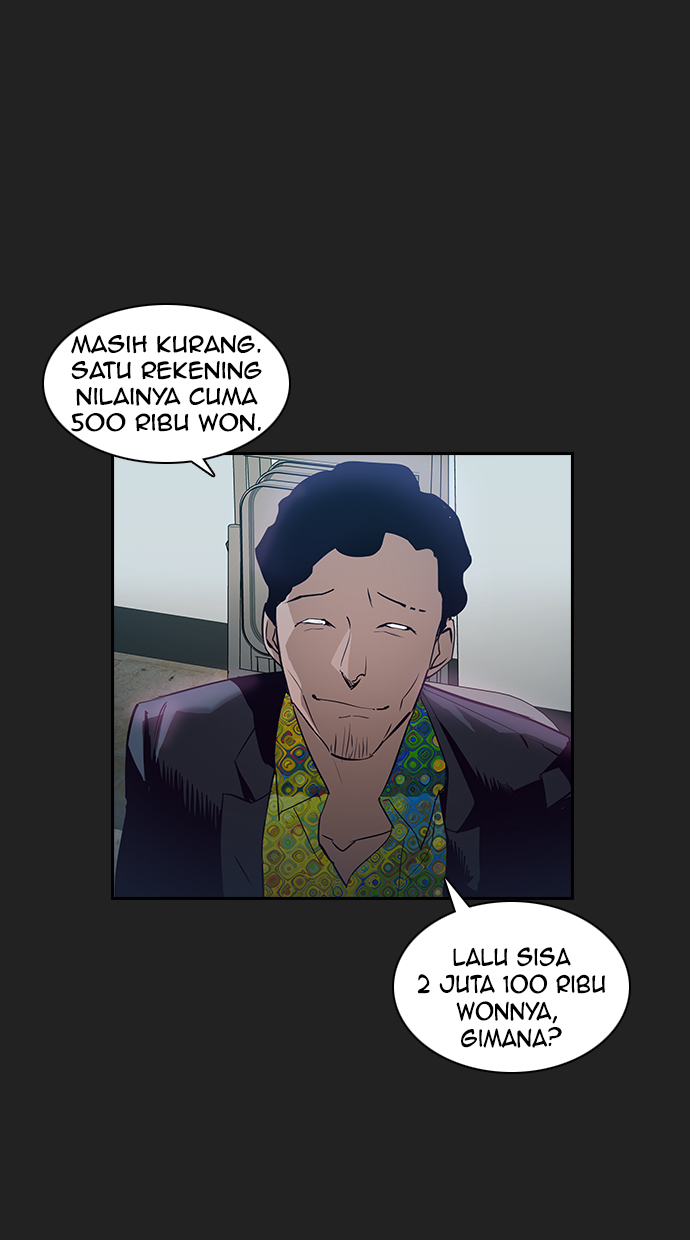 MASIH KURANG.
SATU REKENING
NILAINYA CUMA
500 RIBU WON.
LALU SISA
2 JUTA 100 RIBU
WONNYA,
GIMANA?